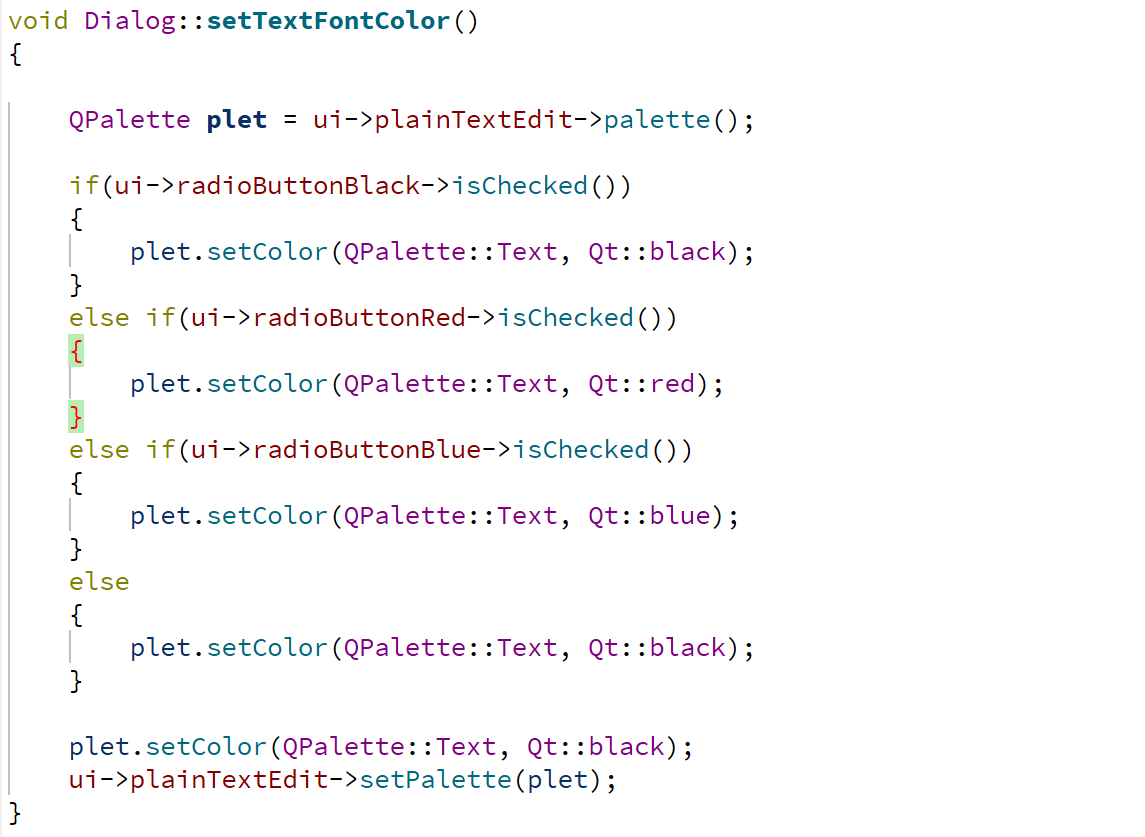 void Dialog::setTextFontColor()
{
QPalette plet = ui->plainTextEdit->palette();
if(ui->radioButtonBlack->isChecked())
{
plet.setColor(QPalette::Text, Qt::black);
}
else if(ui->radioButtonRed->isChecked())
{
plet.setColor(QPalette::Text, Qt::red);
}
else if(ui->radioButtonBlue->isChecked())
{
plet.setColor(QPalette::Text, Qt::blue);
}
else
{
plet.setColor(QPalette::Text, Qt::black);
}
plet.setColor(QPalette::Text, Qt::black);
ui->plainTextEdit->setPalette(plet);
}